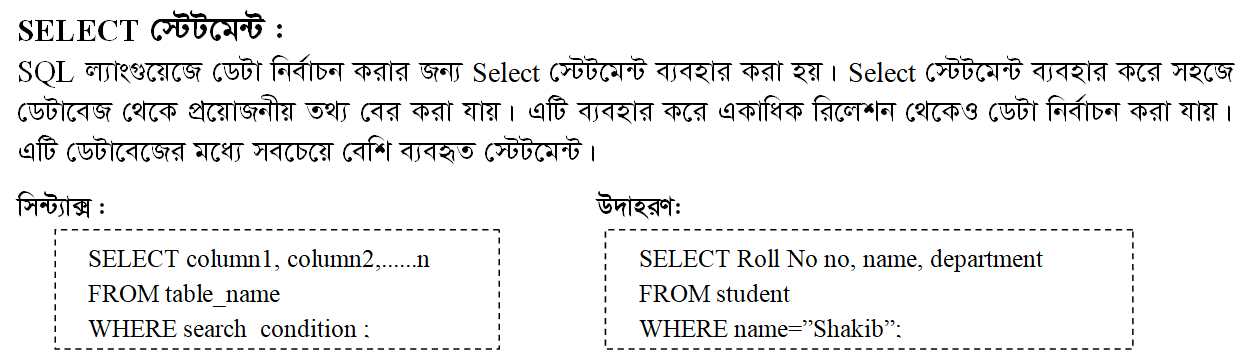 SELECT স্টেটমেন্ট :
SQL ল্যাংগুয়েজে ডেটা নির্বাচন করার জন্য Select স্টেটমেন্ট ব্যবহার করা হয়। Select স্টেটমেন্ট ব্যবহার করে সহজে
ডেটাবেজ থেকে প্রয়োজনীয় তথ্য বের করা যায়। এটি ব্যবহার করে একাধিক রিলেশন থেকেও ডেটা নির্বাচন করা যায়।
এটি ডেটাবেজের মধ্যে সবচেয়ে বেশি ব্যবহৃত স্টেটমেন্ট।
সিন্ট্যাক্স :
SELECT column1, column2,......n
FROM table_name
WHERE search_condition ;
উদাহরণ:
SELECT Roll No no, name, department
FROM student
WHERE name=”Shakib”;